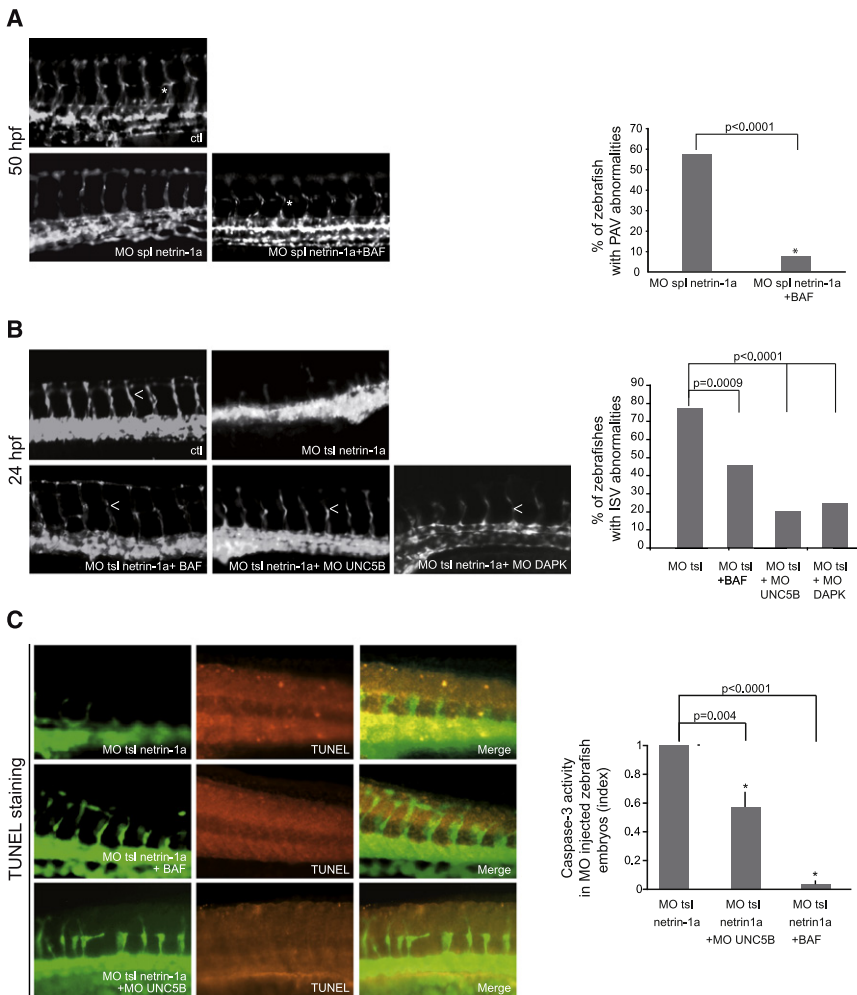 A
50 hpf
*
ctl
MO spl netrin-1a
*
MO spl netrin-1a+BAF
% of zebrafish
with PAV abnormalities
70
60
50
40
30
20
10
0
p<0.0001
*
MO spl netrin-1a
MO spl netrin-1a
+BAF
B
24 hpf
<
ctl
MO tsl netrin-1a
<
MO tsl netrin-1a+ BAF
<
MO tsl netrin-1a+ MO UNC5B
<
MO tsl netrin-1a+ MO DAPK
% of zebrafishes
with ISV abnormalities
90
80
70
60
50
40
30
20
10
0
p<0.0001
p=0.0009
MO tsl
MO tsl
+BAF
MO tsl
+ MO
UNC5B
MO tsl
+ MO
DAPK
C
TUNEL staining
MO tsl netrin-1a
TUNEL
Merge
MO tsl netrin-1a
+ BAF
TUNEL
Merge
MO tsl netrin-1a
+MO UNC5B
TUNEL
Merge
Caspase-3 activity
in MO injected zebrafish
embryos (index)
1
0.8
0.6
0.4
0,2
0
p<0.0001
p=0.004
*
*
MO tsl
netrin-1a
MO tsl
netrin1a
+MO UNC5B
MO tsl
netrin1a
+BAF